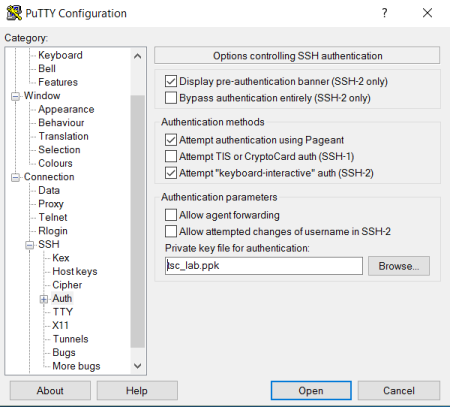 PuTTY Configuration
?
Category:
Keyboard
Bell
Features
Window
Appearance
Behaviour
Translation
Selection
Colours
Connection
Data
Proxy
Telnet
Rlogin
SSH
Kex
Host keys
Cipher
Auth
TTY
X11
Tunnels
Bugs
More bugs
Options controlling SSH authentication
Display pre-authentication banner (SSH-2 only)
Bypass authentication entirely (SSH-2 only)
Authentication methods
Attempt authentication using Pageant
Attempt TIS or CryptoCard auth (SSH-1)
Attempt "keyboard-interactive" auth (SSH-2)
Authentication parameters
Allow agent forwarding
Allow attempted changes of username in SSH-2
Private key file for authentication:
Browse...
About
Help
Open
Cancel